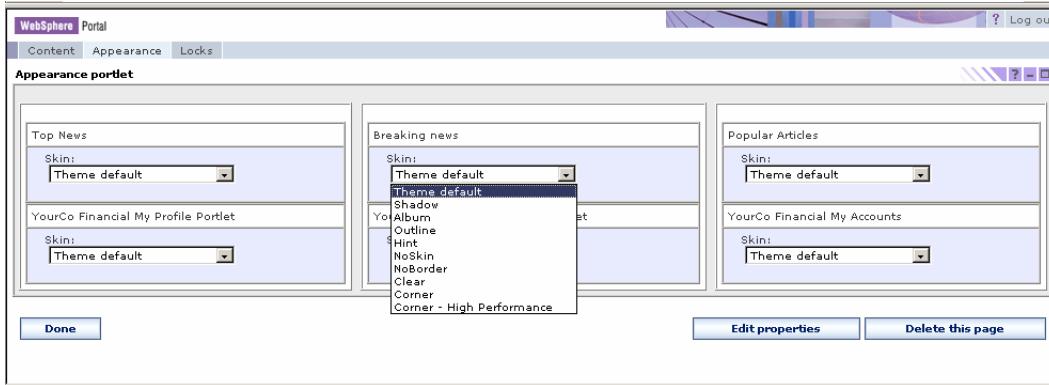 WebSphere Portal
? Log ou
Content Appearance Locks
Appearance portlet
?
Top News
Skin:
Theme default
YourCo Financial My Profile Portlet
Skin:
Theme default
Breaking news
Skin:
Theme default
Theme default
Shadow
Album
Outline
Hint
NoSkin
NoBorder
Clear
Corner
Corner - High Performance
Popular Articles
Skin:
Theme default
YourCo Financial My Accounts
Skin:
Theme default
Done
Edit properties
Delete this page